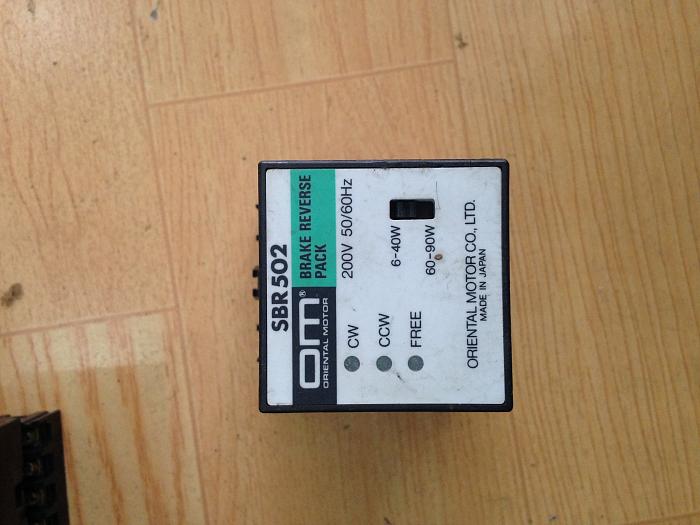 SBR502
OM®
ORIENTAL MOTOR
BRAKE REVERSE
PACK
200V 50/60Hz
CW
CCW
FREE
6-40W
60-90W
ORIENTAL MOTOR CO., LTD.
MADE IN JAPAN